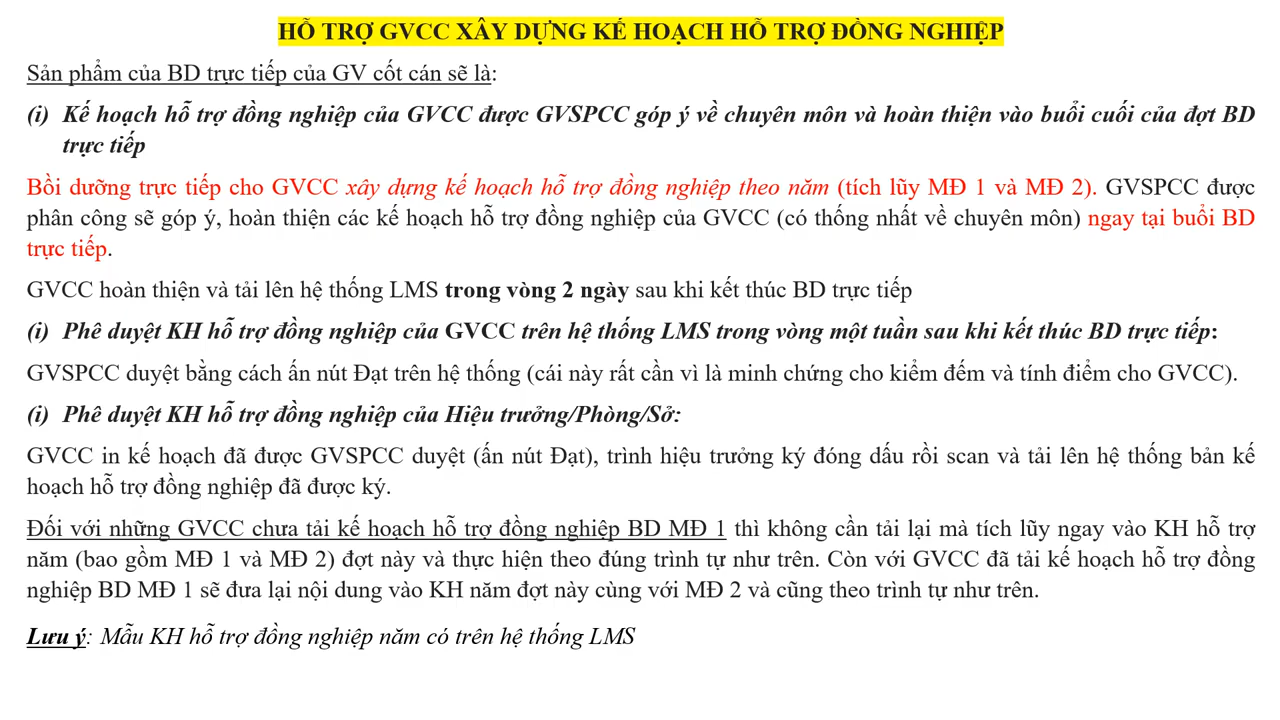 HỖ TRỢ GVCC XÂY DỰNG KẾ HOẠCH HỖ TRỢ ĐỒNG NGHIỆP
Sản phẩm của BD trực tiếp của GV cốt cán sẽ là:
(i) Kế hoạch hỗ trợ đồng nghiệp của GVCC được GVSPCC góp ý về chuyên môn và hoàn thiện vào buổi cuối của đợt BD
trực tiếp
Bồi dưỡng trực tiếp cho GVCC xây dựng kế hoạch hỗ trợ đồng nghiệp theo năm (tích lũy MĐ 1 và MĐ 2). GVSPCC được
phân công sẽ góp ý, hoàn thiện các kế hoạch hỗ trợ đồng nghiệp của GVCC (có thống nhất về chuyên môn) ngay tại buổi BD
trực tiếp.
GVCC hoàn thiện và tải lên hệ thống LMS trong vòng 2 ngày sau khi kết thúc BD trực tiếp
(i) Phê duyệt KH hỗ trợ đồng nghiệp của GVCC trên hệ thống LMS trong vòng một tuần sau khi kết thúc BD trực tiếp:
GVSPCC duyệt bằng cách ấn nút Đạt trên hệ thống (cái này rất cần vì là minh chứng cho kiểm đếm và tính điểm cho GVCC).
(i) Phê duyệt KH hỗ trợ đồng nghiệp của Hiệu trưởng/Phòng/Sở:
GVCC in kế hoạch đã được GVSPCC duyệt (ấn nút Đạt), trình hiệu trưởng ký đóng dấu rồi scan và tải lên hệ thống bản kế
hoạch hỗ trợ đồng nghiệp đã được ký.
Đối với những GVCC chưa tải kế hoạch hỗ trợ đồng nghiệp BD MĐ 1 thì không cần tải lại mà tích lũy ngay vào KH hỗ trợ
năm (bao gồm MĐ 1 và MĐ 2) đợt này và thực hiện theo đúng trình tự như trên. Còn với GVCC đã tải kế hoạch hỗ trợ đồng
nghiệp BD MĐ 1 sẽ đưa lại nội dung vào KH năm đợt này cùng với MĐ 2 và cũng theo trình tự như trên.
Lưu ý: Mẫu KH hỗ trợ đồng nghiệp năm có trên hệ thống LMS